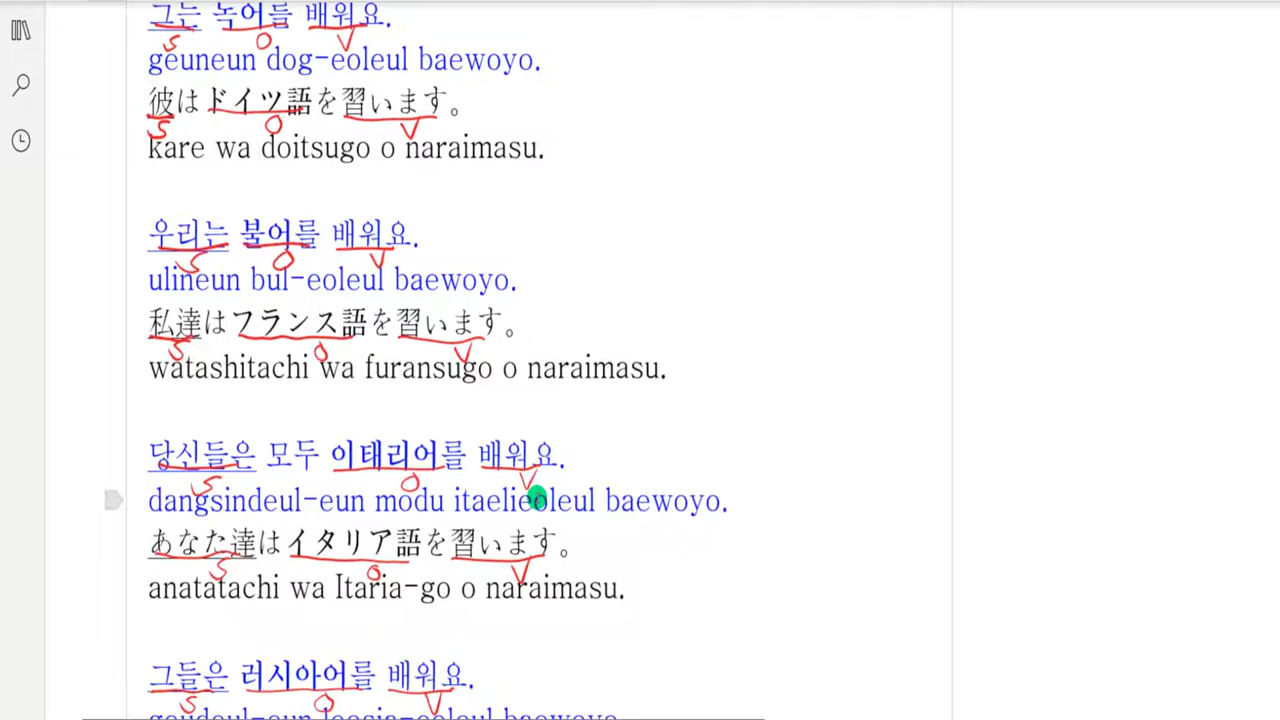 그는 독어를 배워요.
geuneun dog-eoleul baewoyo.
彼はドイツ語を習います。
kare wa doitsugo o naraimasu.
우리는 불어를 배워요.
ulineun bul-eoleul baewoyo.
私達はフランス語を習います。
watashitachi wa furansugo o naraimasu.
당신들은 모두 이태리어를 배워요.
dangsindeul-eun modu itaelieoleul baewoyo.
あなた達はイタリア語を習います。
anatatachi wa Itaria-go o naraimasu.
그들은 러시아어를 배워요.
geudeul-eun leosia-eoleul baewoyo.